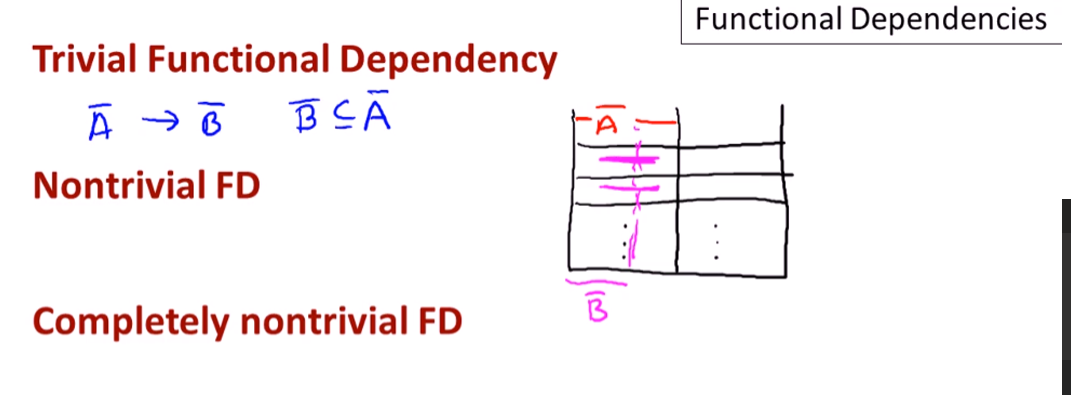 Functional Dependencies
Trivial Functional Dependency
A̅ → B̅   B̅ ⊆ A̅
A̅
Nontrivial FD
B̅
Completely nontrivial FD